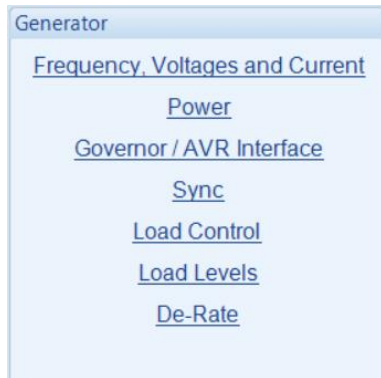 Generator
Frequency, Voltages and Current
Power
Governor / AVR Interface
Sync
Load Control
Load Levels
De-Rate